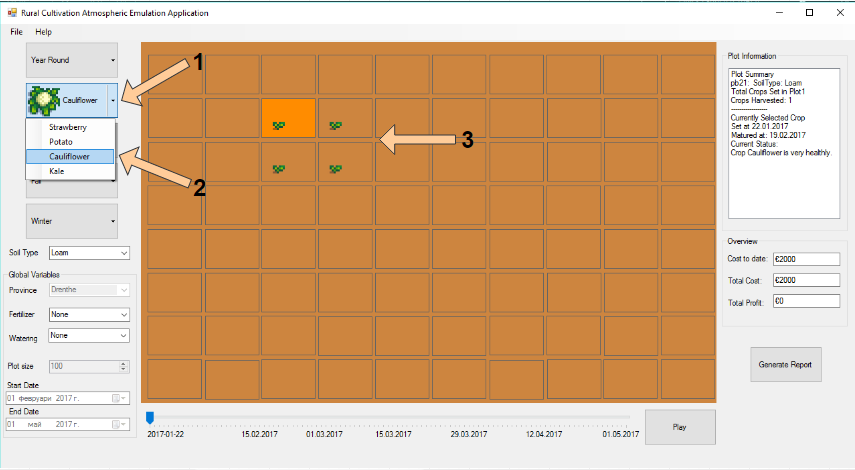 Rural Cultivation Atmospheric Emulation Application
File Help
Year Round
1
Cauliflower
Strawberry
Potato
Cauliflower
Kale
2
Fall
Winter
Soil Type Loam
Global Variables
Province Drenthe
Fertilizer None
Watering None
Plot size 100
Start Date
01 февруари 2017 г.
End Date
01 май 2017 г.
3
2017-01-22 15.02.2017 01.03.2017 15.03.2017 29.03.2017 12.04.2017 01.05.2017
Play
Plot Information
Plot Summary
pb21: SoilType: Loam
Total Crops Set in Plot1
Crops Harvested: 1
----------------
Currently Selected Crop
Set at 22.01.2017
Matured at: 19.02.2017
Current Status:
Crop Cauliflower is very healthly.
Overview
Cost to date: €2000
Total Cost: €2000
Total Profit: €0
Generate Report